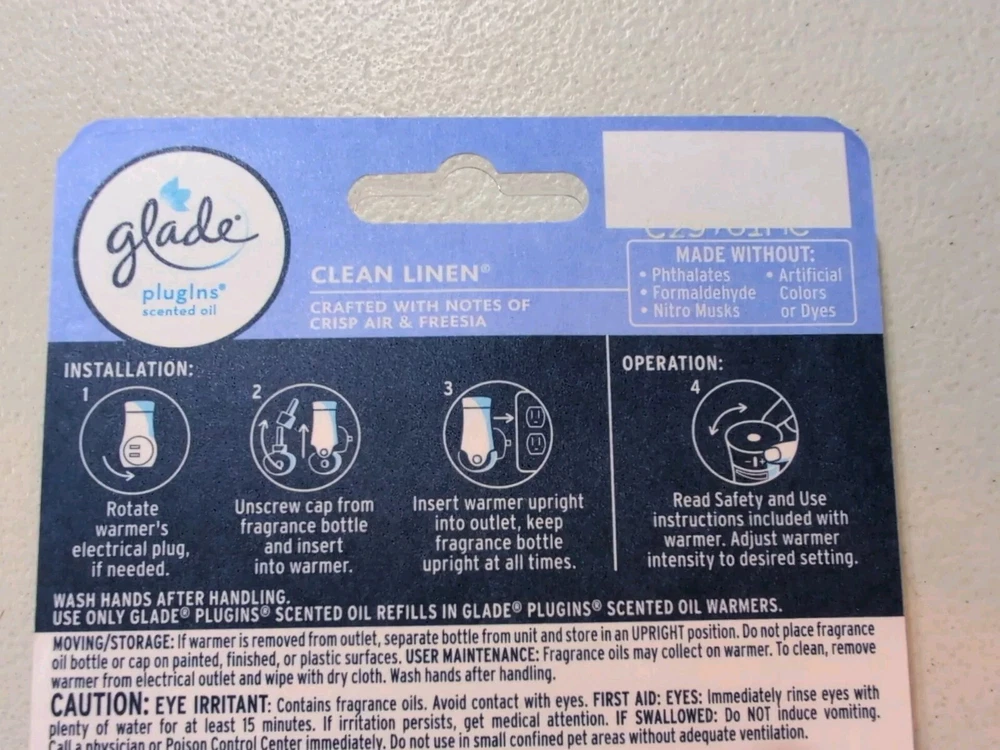 glade
plugIns®
scented oil
CLEAN LINEN®
CRAFTED WITH NOTES OF
CRISP AIR & FREESIA
MADE WITHOUT:
• Phthalates
• Formaldehyde
• Nitro Musks
• Artificial
Colors
or Dyes
INSTALLATION:
1
Rotate
warmer's
electrical plug,
if needed.
2
Unscrew cap from
fragrance bottle
and insert
into warmer.
3
Insert warmer upright
into outlet, keep
fragrance bottle
upright at all times.
OPERATION:
4
Read Safety and Use
instructions included with
warmer. Adjust warmer
intensity to desired setting.
WASH HANDS AFTER HANDLING.
USE ONLY GLADE® PLUGINS® SCENTED OIL REFILLS IN GLADE® PLUGINS® SCENTED OIL WARMERS.
MOVING/STORAGE: If warmer is removed from outlet, separate bottle from unit and store in an UPRIGHT position. Do not place fragrance
oil bottle or cap on painted, finished, or plastic surfaces. USER MAINTENANCE: Fragrance oils may collect on warmer. To clean, remove
warmer from electrical outlet and wipe with dry cloth. Wash hands after handling.
CAUTION: EYE IRRITANT: Contains fragrance oils. Avoid contact with eyes. FIRST AID: EYES: Immediately rinse eyes with
plenty of water for at least 15 minutes. If irritation persists, get medical attention. IF SWALLOWED: Do NOT induce vomiting.
Call a physician or Poison Control Center immediately. Do not use in small confined pet areas without adequate ventilation.